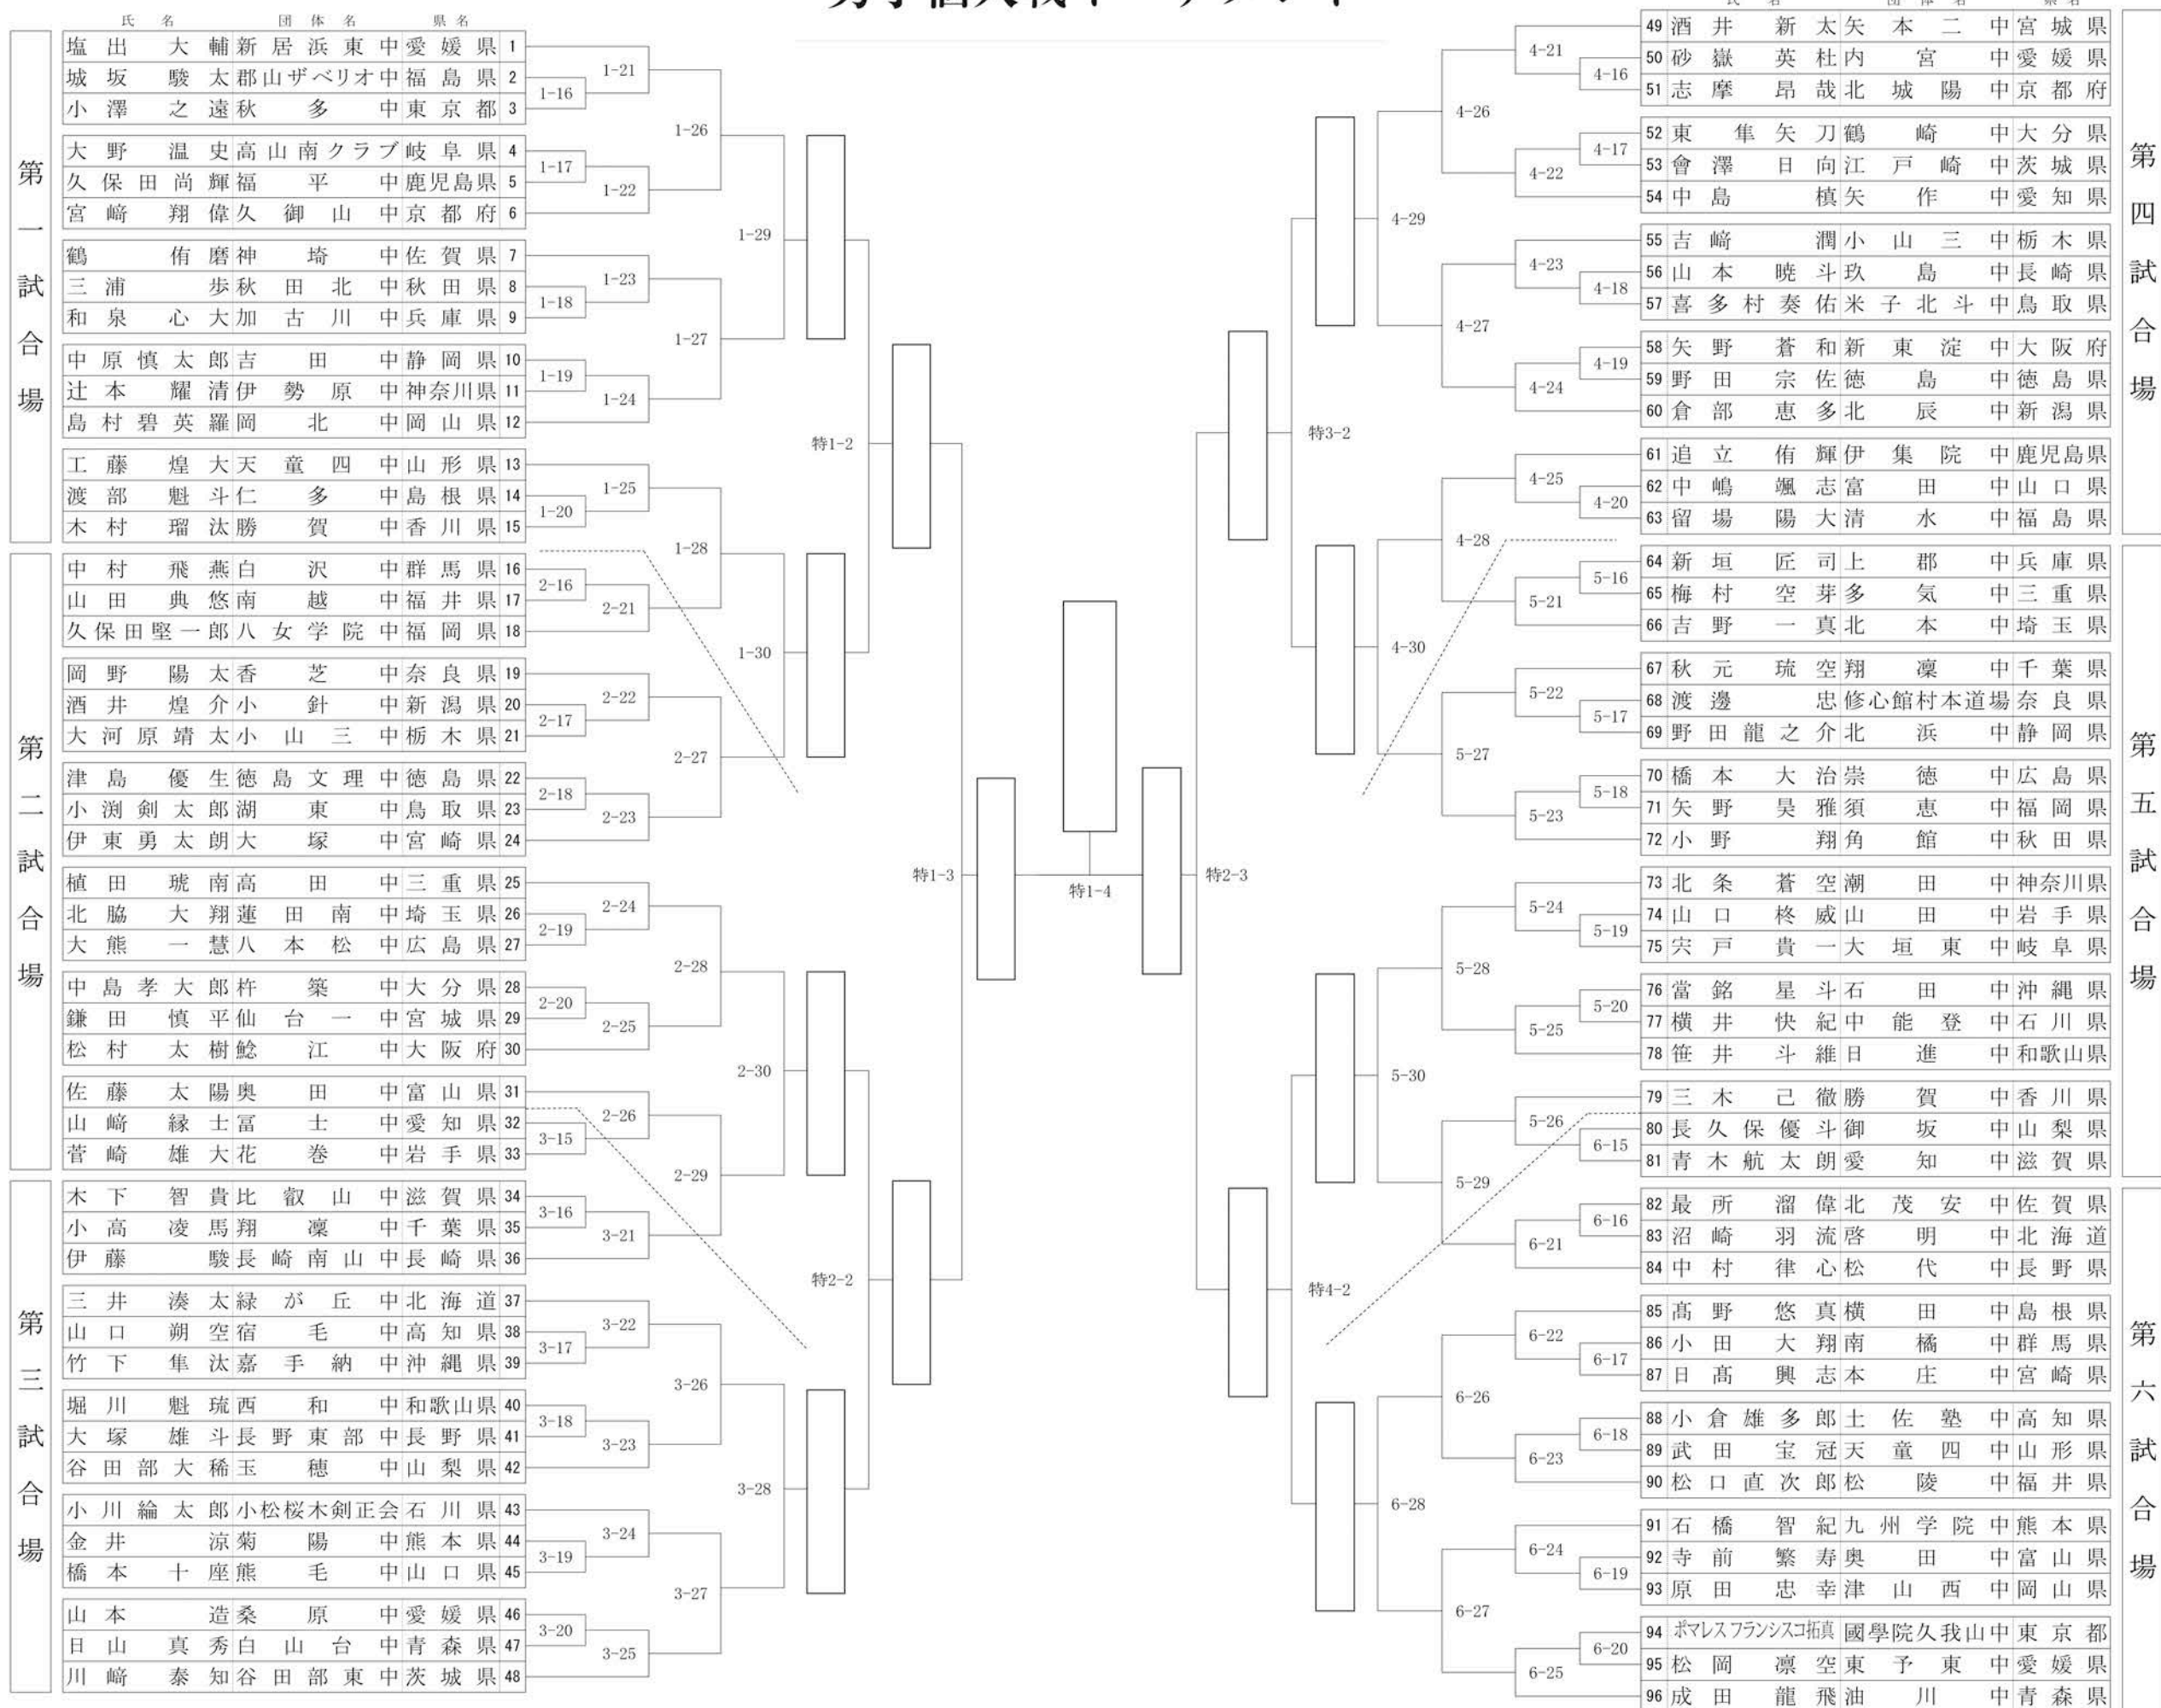 氏名 団体名 県名
第一試合場
塩出大輔 新居浜東中 愛媛県 1
城坂駿太 郡山ザベリオ中 福島県 2
小澤之遠 秋多中 東京都 3
大野温史 高山南クラブ 岐阜県 4
久保田尚輝 福平中 鹿児島県 5
宮﨑翔偉 久御山中 京都府 6
鶴侑磨 神埼中 佐賀県 7
三浦歩 秋田北中 秋田県 8
和泉心大 加古川中 兵庫県 9
中原慎太郎 吉田中 静岡県 10
辻本耀清 伊勢原中 神奈川県 11
島村碧英羅 岡北中 岡山県 12
工藤煌大 天童四中 山形県 13
渡部魁斗 仁多中 島根県 14
木村瑠汰 勝賀中 香川県 15
第二試合場
中村飛燕 白沢中 群馬県 16
山田典悠 南越中 福井県 17
久保田堅一郎 八女学院中 福岡県 18
岡野陽太 香芝中 奈良県 19
酒井煌介 小針中 新潟県 20
大河原靖太 小山三中 栃木県 21
津島優生 徳島文理中 徳島県 22
小渕剣太郎 湖東中 鳥取県 23
伊東勇太朗 大塚中 宮崎県 24
植田琥南 高田中 三重県 25
北脇大翔 蓮田南中 埼玉県 26
大熊一慧 八本松中 広島県 27
中島孝大郎 杵築中 大分県 28
鎌田慎平 仙台一中 宮城県 29
松村太樹 鯰江中 大阪府 30
佐藤太陽 奥田中 富山県 31
山﨑縁士 冨士中 愛知県 32
菅崎雄大 花巻中 岩手県 33
第三試合場
木下智貴 比叡山中 滋賀県 34
小高凌馬 翔凜中 千葉県 35
伊藤駿 長崎南山中 長崎県 36
三井湊太 緑が丘中 北海道 37
山口朔空 宿毛中 高知県 38
竹下隼汰 嘉手納中 沖縄県 39
堀川魁琉 西和中 和歌山県 40
大塚雄斗 長野東部中 長野県 41
谷田部大稀 玉穂中 山梨県 42
小川綸太郎 小松桜木剣正会 石川県 43
金井涼 菊陽中 熊本県 44
橋本十座 熊毛中 山口県 45
山本造 桑原中 愛媛県 46
日山真秀 白山台中 青森県 47
川﨑泰知 谷田部東中 茨城県 48
1-16
1-17
1-18
1-19
1-20
2-16
2-17
2-18
2-19
2-20
3-15
3-16
3-17
3-18
3-19
3-20
1-21
1-22
1-23
1-24
1-25
2-21
2-22
2-23
2-24
2-25
2-26
3-21
3-22
3-23
3-24
3-25
1-26
1-27
1-28
2-27
2-28
2-29
3-26
3-27
1-29
1-30
2-30
3-28
特1-2
特2-2
特1-3
特1-4
特2-3
特3-2
特4-2
4-29
4-30
5-30
6-28
4-26
4-27
4-28
5-27
5-28
5-29
6-26
6-27
4-21
4-22
4-23
4-24
4-25
5-21
5-22
5-23
5-24
5-25
5-26
6-21
6-22
6-23
6-24
6-25
4-16
4-17
4-18
4-19
4-20
5-16
5-17
5-18
5-19
5-20
6-15
6-16
6-17
6-18
6-19
6-20
第四試合場
49 酒井新太 矢本二中 宮城県
50 砂嶽英杜 内宮中 愛媛県
51 志摩昂哉 北城陽中 京都府
52 東隼矢刀 鶴崎中 大分県
53 會澤日向 江戸崎中 茨城県
54 中島槙 矢作中 愛知県
55 吉﨑潤 小山三中 栃木県
56 山本暁斗 玖島中 長崎県
57 喜多村奏佑 米子北斗中 鳥取県
58 矢野蒼和 新東淀中 大阪府
59 野田宗佐 徳島中 徳島県
60 倉部恵多 北辰中 新潟県
61 追立侑輝 伊集院中 鹿児島県
62 中嶋颯志 富田中 山口県
63 留場陽大 清水中 福島県
第五試合場
64 新垣匠司 上郡中 兵庫県
65 梅村空芽 多気中 三重県
66 吉野一真 北本中 埼玉県
67 秋元琉空 翔凜中 千葉県
68 渡邊忠 修心館村本道場 奈良県
69 野田龍之介 北浜中 静岡県
70 橋本大治 崇徳中 広島県
71 矢野昊雅 須恵中 福岡県
72 小野翔 角館中 秋田県
73 北条蒼空 潮田中 神奈川県
74 山口柊威 山田中 岩手県
75 宍戸貴一 大垣東中 岐阜県
76 當銘星斗 石田中 沖縄県
77 横井快紀 中能登中 石川県
78 笹井斗維 日進中 和歌山県
79 三木己徹 勝賀中 香川県
80 長久保優斗 御坂中 山梨県
81 青木航太朗 愛知中 滋賀県
第六試合場
82 最所溜偉 北茂安中 佐賀県
83 沼崎羽流 啓明中 北海道
84 中村律心 松代中 長野県
85 髙野悠真 横田中 島根県
86 小田大翔 南橘中 群馬県
87 日髙興志 本庄中 宮崎県
88 小倉雄多郎 土佐塾中 高知県
89 武田宝冠 天童四中 山形県
90 松口直次郎 松陵中 福井県
91 石橋智紀 九州学院中 熊本県
92 寺前繁寿 奥田中 富山県
93 原田忠幸 津山西中 岡山県
94 ポマレスフランシスコ拓真 國學院久我山中 東京都
95 松岡凛空 東予東中 愛媛県
96 成田龍飛 油川中 青森県